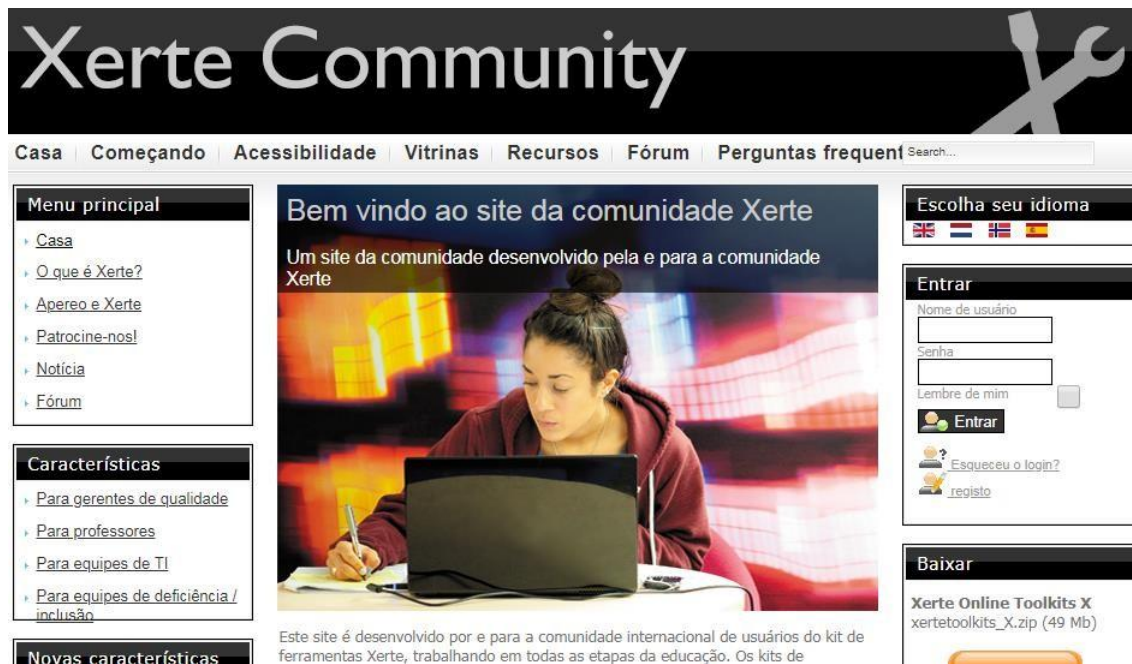 Xerte Community
Casa Começando Acessibilidade Vitrinas Recursos Fórum Perguntas frequent Search...
Menu principal
Casa
O que é Xerte?
Apereo e Xerte
Patrocine-nos!
Notícia
Fórum
Características
Para gerentes de qualidade
Para professores
Para equipes de TI
Para equipes de deficiência /
inclusão
Novas características
Bem vindo ao site da comunidade Xerte
Um site da comunidade desenvolvido pela e para a comunidade
Xerte
Este site é desenvolvido por e para a comunidade internacional de usuários do kit de
ferramentas Xerte, trabalhando em todas as etapas da educação. Os kits de
Escolha seu idioma
Entrar
Nome de usuário
Senha
Lembre de mim
Entrar
Esqueceu o login?
registo
Baixar
Xerte Online Toolkits X
xertetoolkits_X.zip (49 Mb)